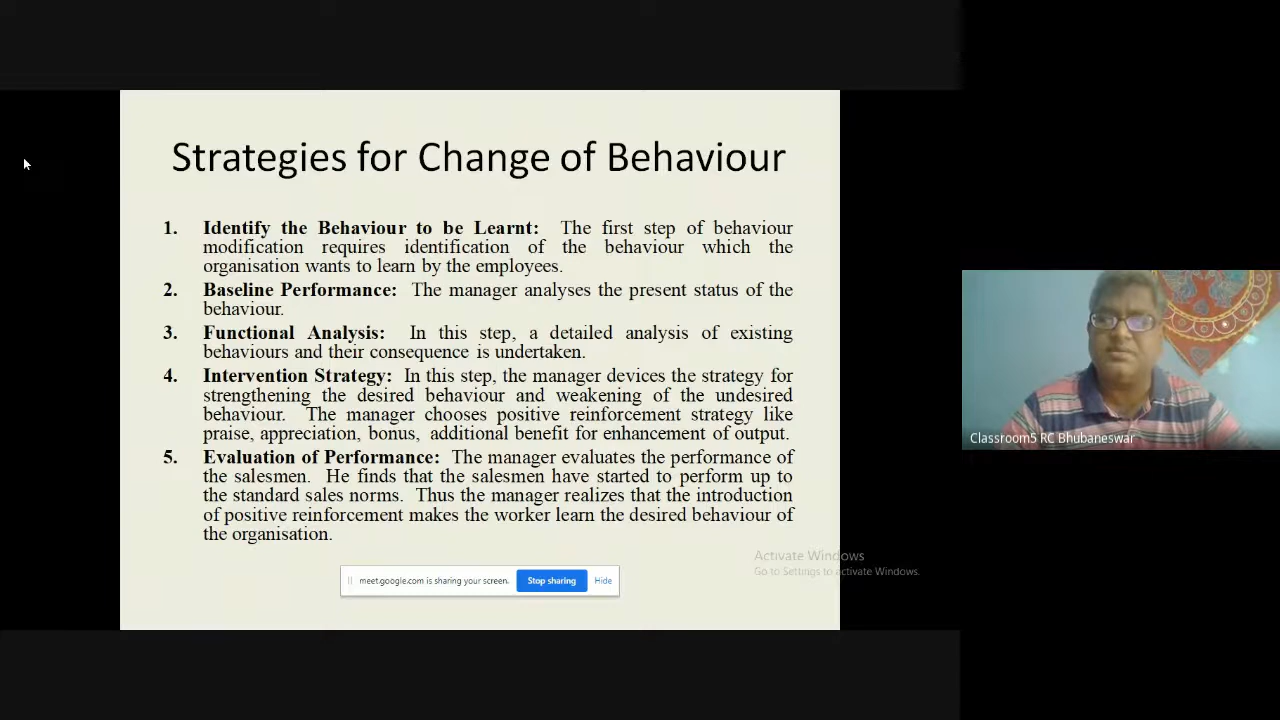 Strategies for Change of Behaviour
1. Identify the Behaviour to be Learnt: The first step of behaviour
modification requires identification of the behaviour which the
organisation wants to learn by the employees.
2. Baseline Performance: The manager analyses the present status of the
behaviour.
3. Functional Analysis: In this step, a detailed analysis of existing
behaviours and their consequence is undertaken.
4. Intervention Strategy: In this step, the manager devices the strategy for
strengthening the desired behaviour and weakening of the undesired
behaviour. The manager chooses positive reinforcement strategy like
praise, appreciation, bonus, additional benefit for enhancement of output.
5. Evaluation of Performance: The manager evaluates the performance of
the salesmen. He finds that the salesmen have started to perform up to
the standard sales norms. Thus the manager realizes that the introduction
of positive reinforcement makes the worker learn the desired behaviour of
the organisation.
meet.google.com is sharing your screen. Stop sharing Hide
Activate Windows
Go to Settings to activate Windows.
Classroom5 RC Bhubaneswar